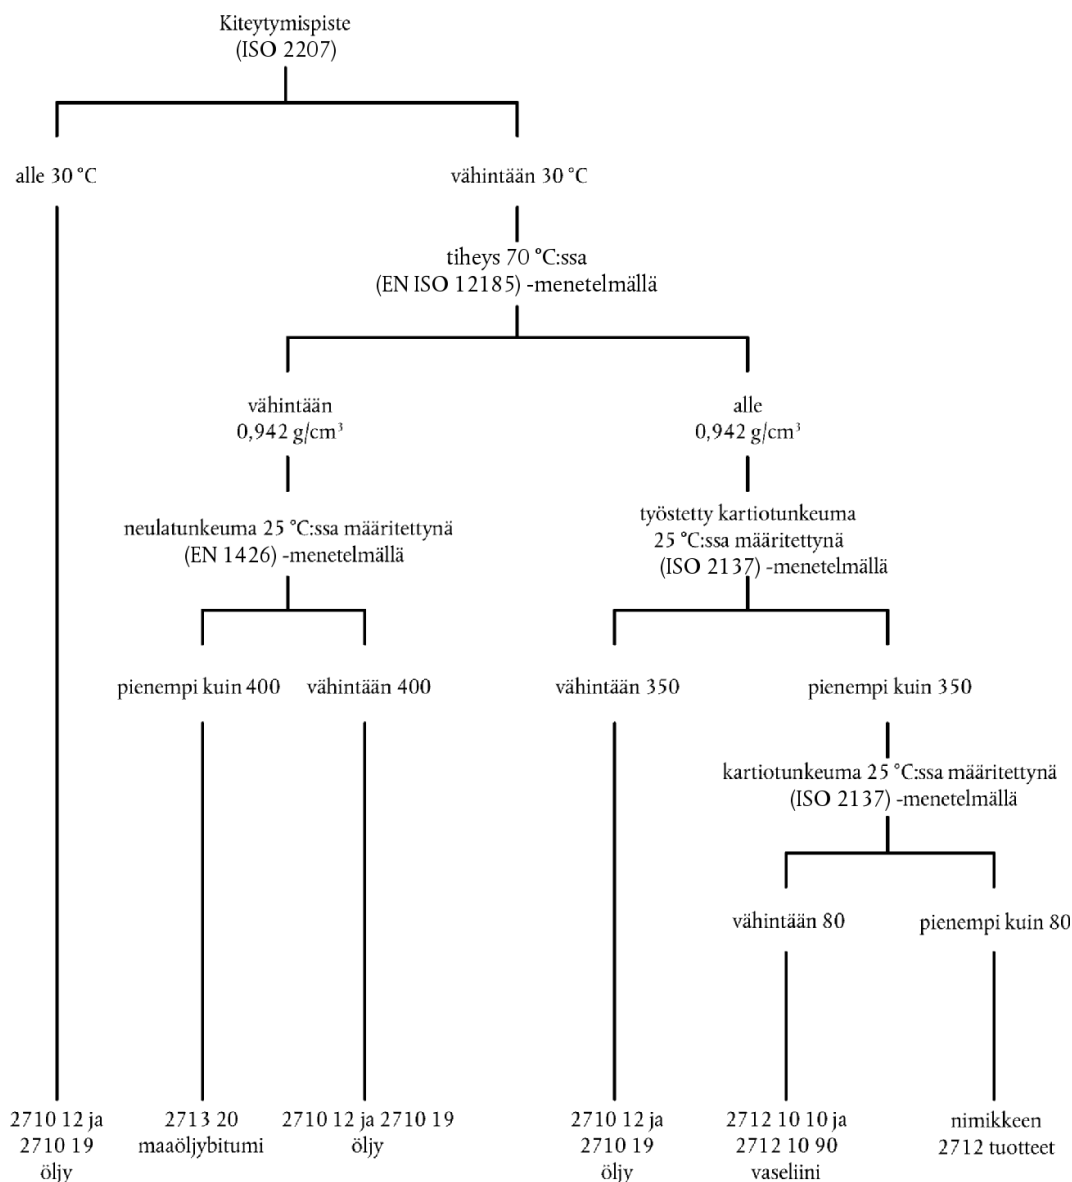 Kiteytymispiste
(ISO 2207)
alle 30 °C
vähintään 30 °C
tiheys 70 °C:ssa
(EN ISO 12185) -menetelmällä
vähintään
0,942 g/cm³
alle
0,942 g/cm³
neulatunkeuma 25 °C:ssa määritettynä
(EN 1426) -menetelmällä
työstetty kartiotunkeuma
25 °C:ssa määritettynä
(ISO 2137) -menetelmällä
pienempi kuin 400
vähintään 400
vähintään 350
pienempi kuin 350
kartiotunkeuma 25 °C:ssa määritettynä
(ISO 2137) -menetelmällä
vähintään 80
pienempi kuin 80
2710 12 ja
2710 19
öljy
2713 20
maaöljybitumi
2710 12 ja 2710 19
öljy
2710 12 ja
2710 19
öljy
2712 10 10 ja
2712 10 90
vaseliini
nimikkeen
2712 tuotteet